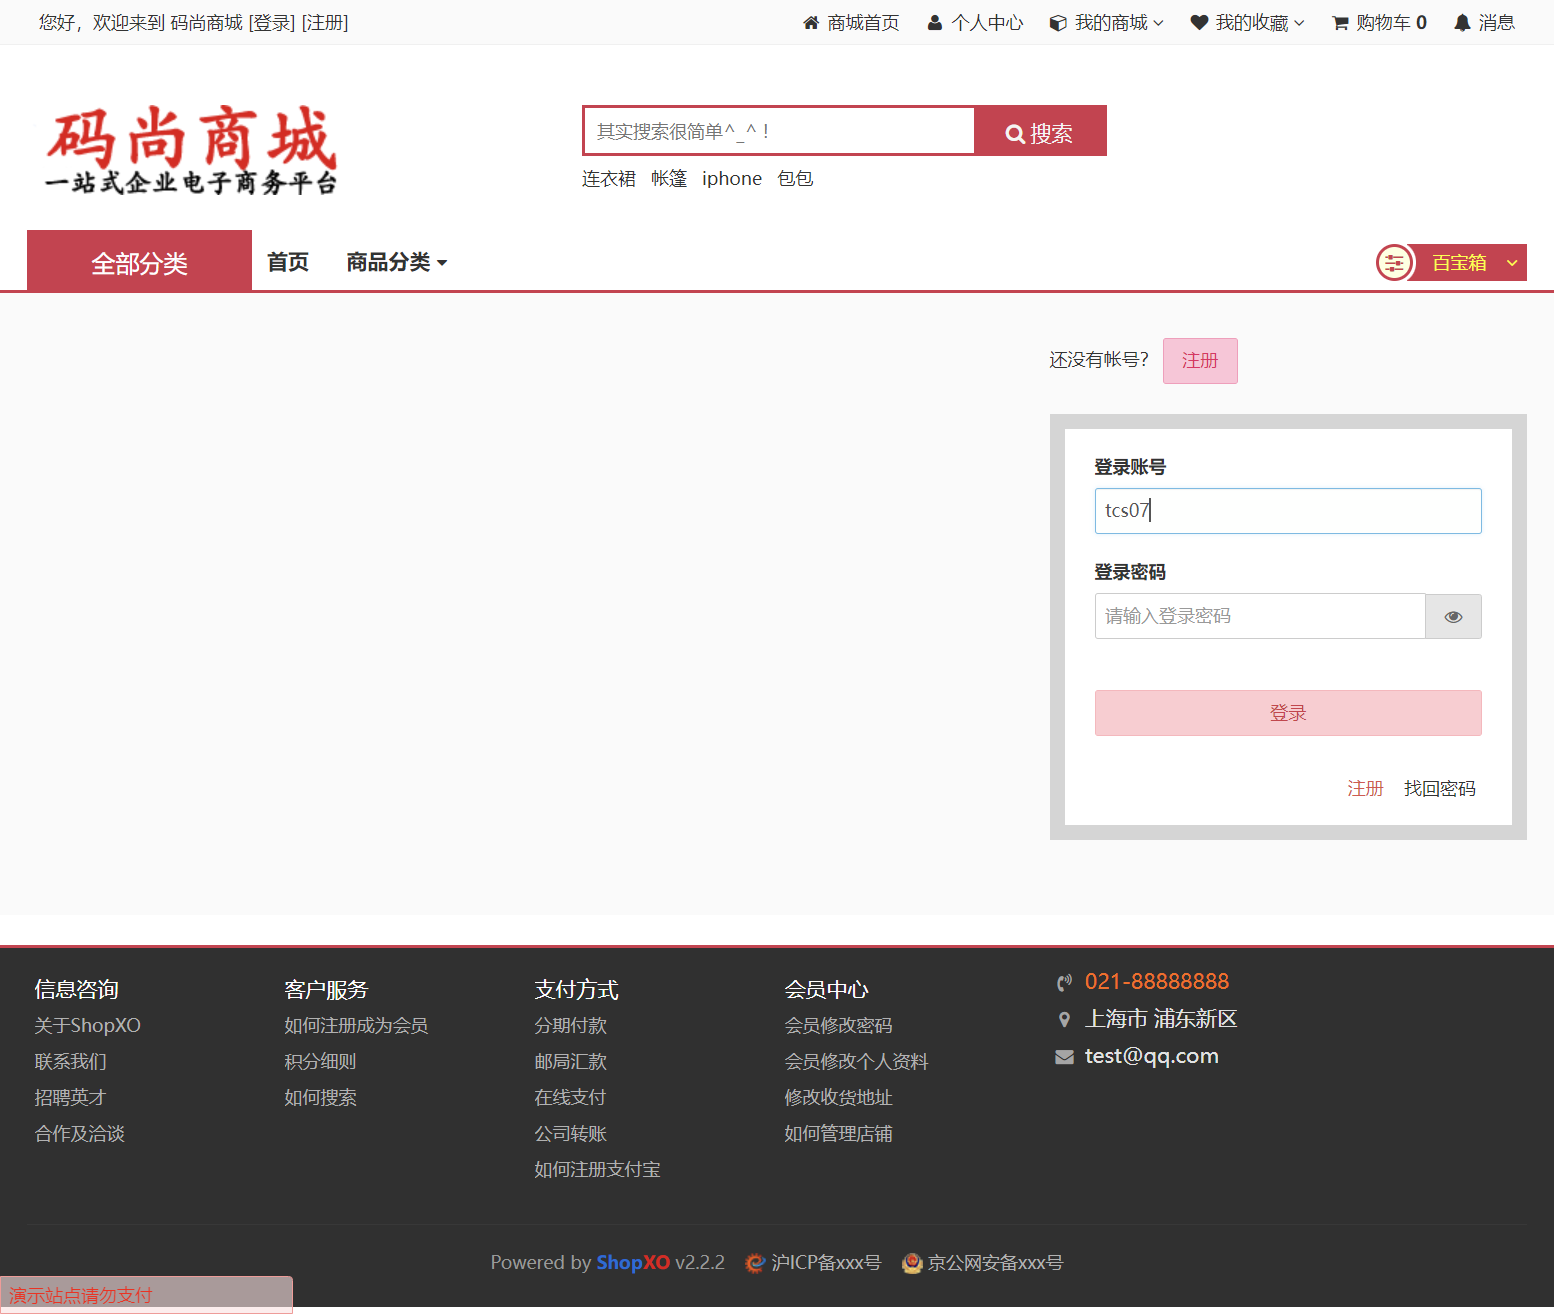 您好，欢迎来到 码尚商城 [登录] [注册]
商城首页 个人中心 我的商城 我的收藏 购物车 0 消息
码尚商城
一站式企业电子商务平台
其实搜索很简单^_^ !
搜索
连衣裙 帐篷 iphone 包包
全部分类 首页 商品分类 百宝箱
还没有帐号? 注册
登录账号
tcs07
登录密码
请输入登录密码
登录
注册 找回密码
信息咨询
关于ShopXO
联系我们
招聘英才
合作及洽谈
客户服务
如何注册成为会员
积分细则
如何搜索
支付方式
分期付款
邮局汇款
在线支付
公司转账
如何注册支付宝
会员中心
会员修改密码
会员修改个人资料
修改收货地址
如何管理店铺
021-88888888
上海市 浦东新区
test@qq.com
Powered by ShopXO v2.2.2 沪ICP备xxx号 京公网安备xxx号
演示站点请勿支付